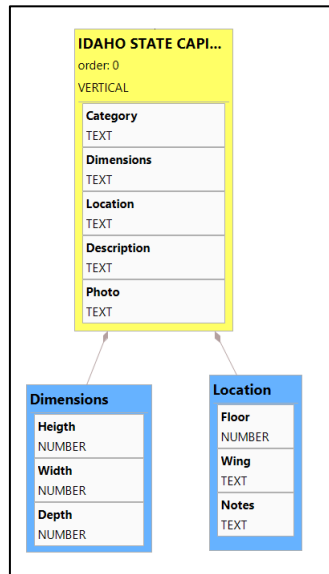 IDAHO STATE CAPI...
order: 0
VERTICAL
Category
TEXT
Dimensions
TEXT
Location
TEXT
Description
TEXT
Photo
TEXT
Dimensions
Heigth
NUMBER
Width
NUMBER
Depth
NUMBER
Location
Floor
NUMBER
Wing
TEXT
Notes
TEXT